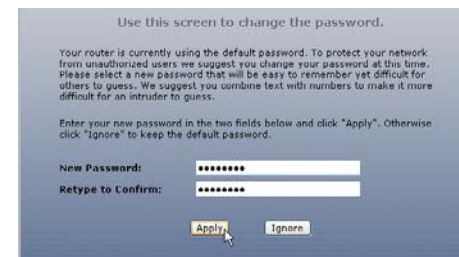 Use this screen to change the password.
Your router is currently using the default password. To protect your network
from unauthorized users we suggest you change your password at this time.
Please select a new password that will be easy to remember yet difficult for
others to guess. We suggest you combine text with numbers to make it more
difficult for an intruder to guess.
Enter your new password in the two fields below and click "Apply". Otherwise
click "Ignore" to keep the default password.
New Password: ••••••••
Retype to Confirm: ••••••••
Apply Ignore